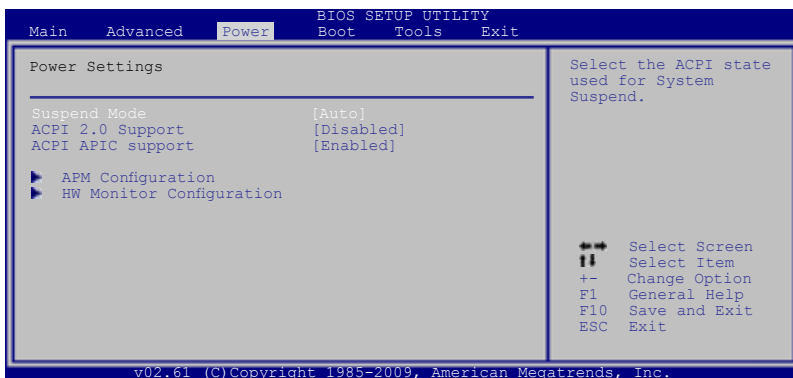 BIOS SETUP UTILITY
Main Advanced Power Boot Tools Exit
Power Settings
Suspend Mode [Auto]
ACPI 2.0 Support [Disabled]
ACPI APIC support [Enabled]
APM Configuration
HW Monitor Configuration
Select the ACPI state
used for System
Suspend.
Select Screen
Select Item
+- Change Option
F1 General Help
F10 Save and Exit
ESC Exit
v02.61 (C)Copyright 1985-2009, American Megatrends, Inc.